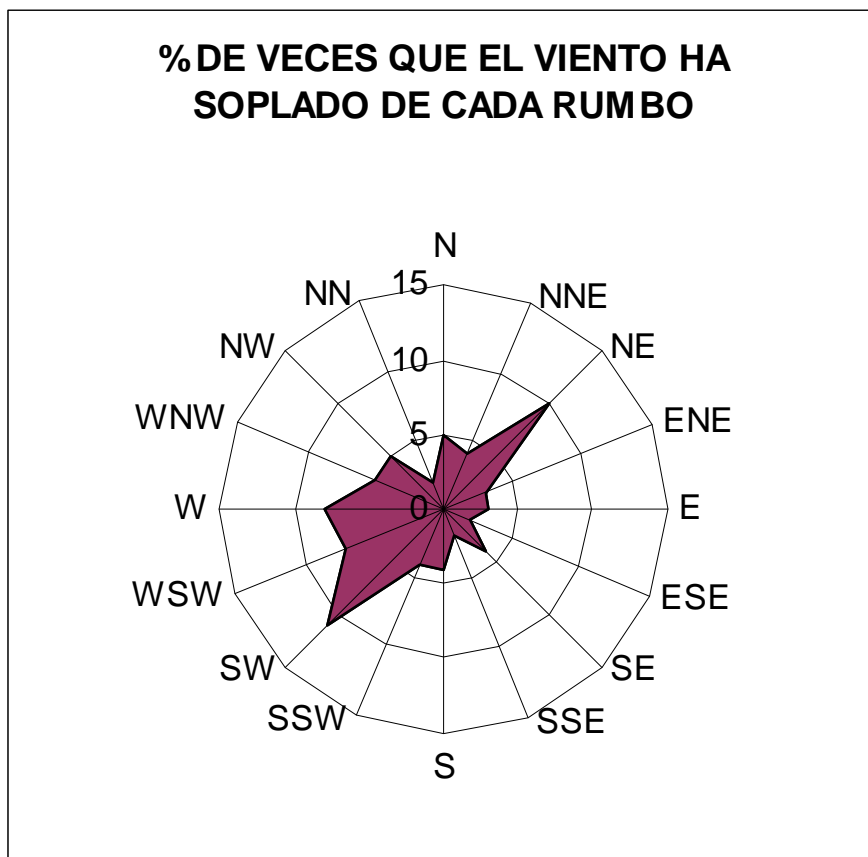 % DE VECES QUE EL VIENTO HA
SOPLADO DE CADA RUMBO
N
NNE
NE
ENE
E
ESE
SE
SSE
S
SSW
SW
WSW
W
WNW
NW
NN
15
10
5
0